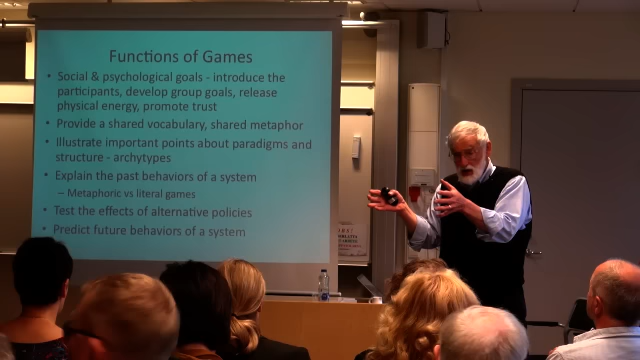 Functions of Games
• Social & psychological goals - introduce the
participants, develop group goals, release
physical energy, promote trust
• Provide a shared vocabulary, shared metaphor
• Illustrate important points about paradigms and
structure - archytypes
• Explain the past behaviors of a system
– Metaphoric vs literal games
• Test the effects of alternative policies
• Predict future behaviors of a system